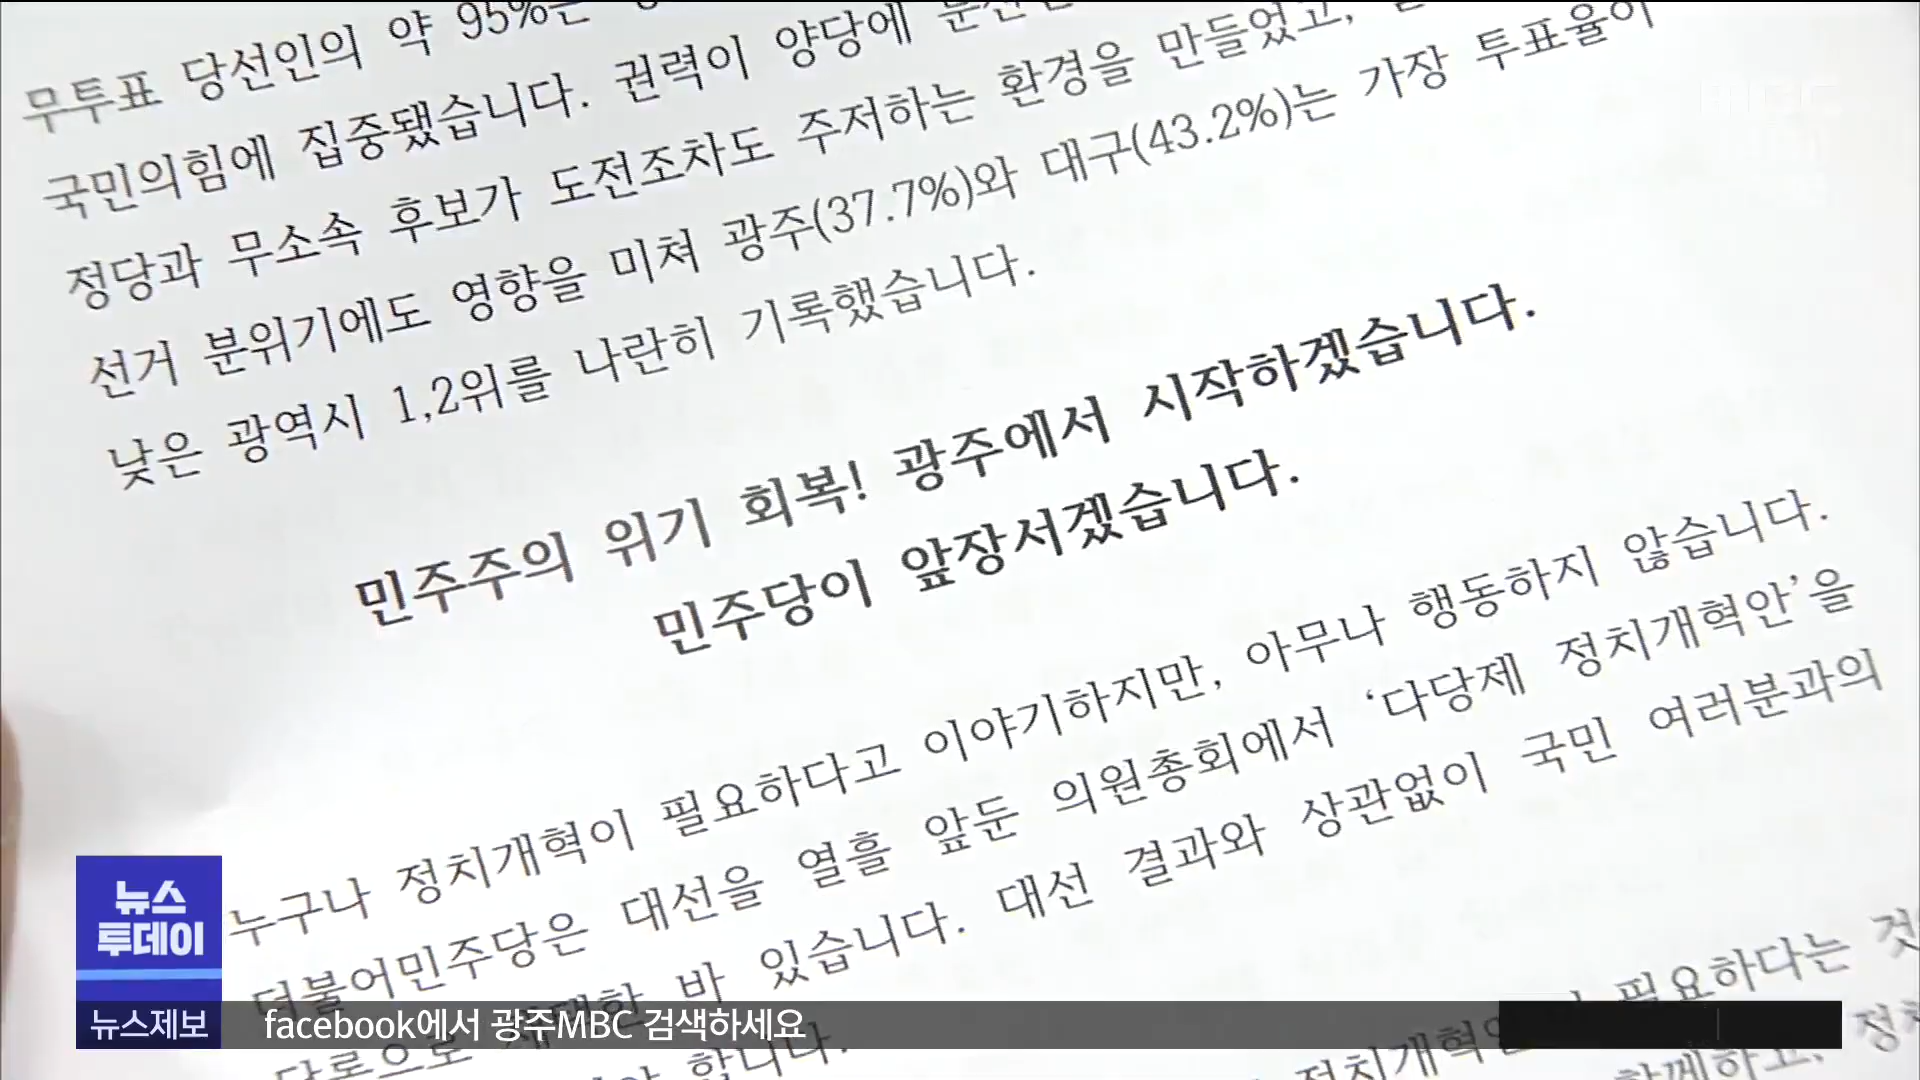 무투표 당선인의 약 95%는
국민의힘에 집중됐습니다. 권력이 양당에
정당과 무소속 후보가 도전조차도 주저하는 환경을 만들었고,
선거 분위기에도 영향을 미쳐 광주(37.7%)와 대구(43.2%)는 가장 투표율이
낮은 광역시 1,2위를 나란히 기록했습니다.
민주주의 위기 회복! 광주에서 시작하겠습니다.
민주당이 앞장서겠습니다.
누구나 정치개혁이 필요하다고 이야기하지만, 아무나 행동하지 않습니다.
더불어민주당은 대선을 열흘 앞둔 의원총회에서 ‘다당제 정치개혁안’을
바 있습니다. 대선 결과와 상관없이 국민 여러분과의
필요하다는
합니다.
정치개혁
함께하고,
MBC
뉴스
투데이
뉴스제보 facebook에서 광주MBC 검색하세요